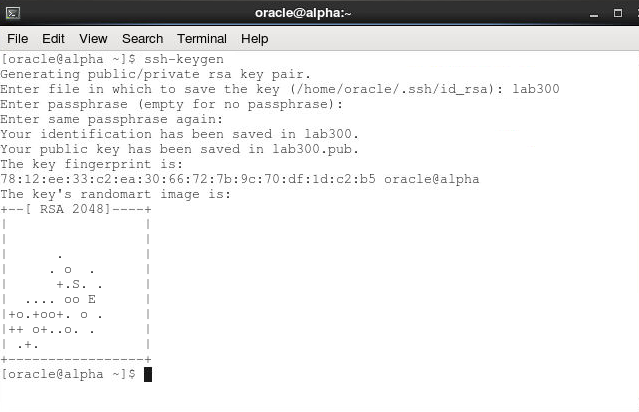 oracle@alpha:~
File Edit View Search Terminal Help
[oracle@alpha ~]$ ssh-keygen
Generating public/private rsa key pair.
Enter file in which to save the key (/home/oracle/.ssh/id_rsa): lab300
Enter passphrase (empty for no passphrase):
Enter same passphrase again:
Your identification has been saved in lab300.
Your public key has been saved in lab300.pub.
The key fingerprint is:
78:12:ee:33:c2:ea:30:66:72:7b:9c:70:df:1d:c2:b5 oracle@alpha
The key's randomart image is:
+--[ RSA 2048]----+
|                 |
|                 |
|      .          |
|     . o  .      |
|      +.S. .     |
|  .... oo E      |
|+o.+oo+. o .     |
|++ o+..o. .      |
| .+.             |
+-----------------+
[oracle@alpha ~]$